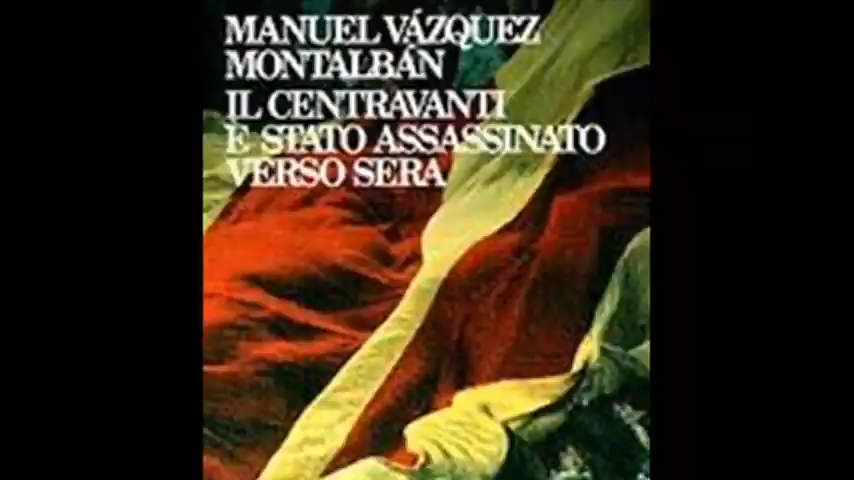 MANUEL VÁZQUEZ
MONTALBÁN
IL CENTRAVANTI
È STATO ASSASSINATO
VERSO SERA